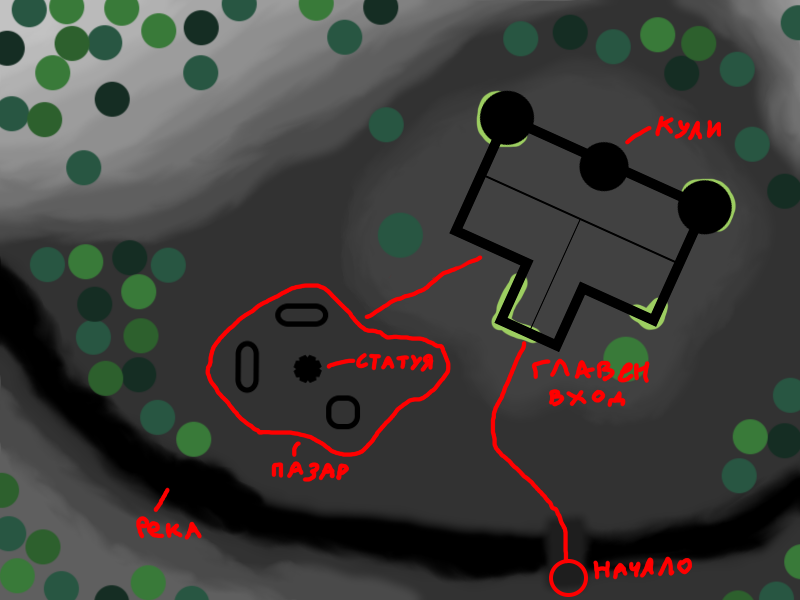 КУЛИ
СТАТУЯ
ГЛАВЕН
ВХОД
ПАЗАР
РЕКА
НАЧАЛО